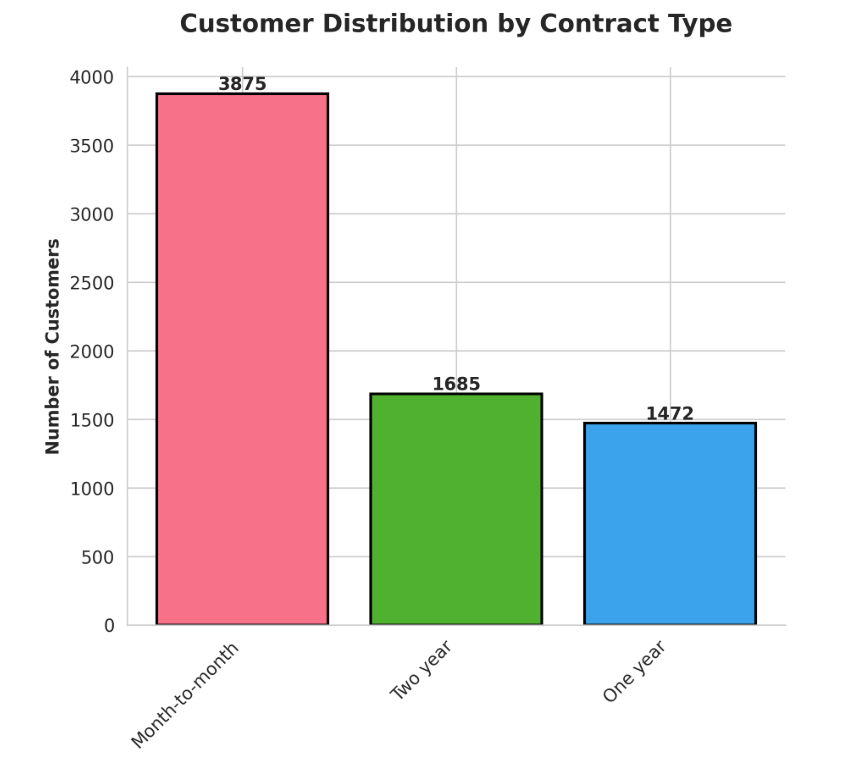 Customer Distribution by Contract Type
Number of Customers
4000
3500
3000
2500
2000
1500
1000
500
0
3875
1685
1472
Month-to-month
Two year
One year